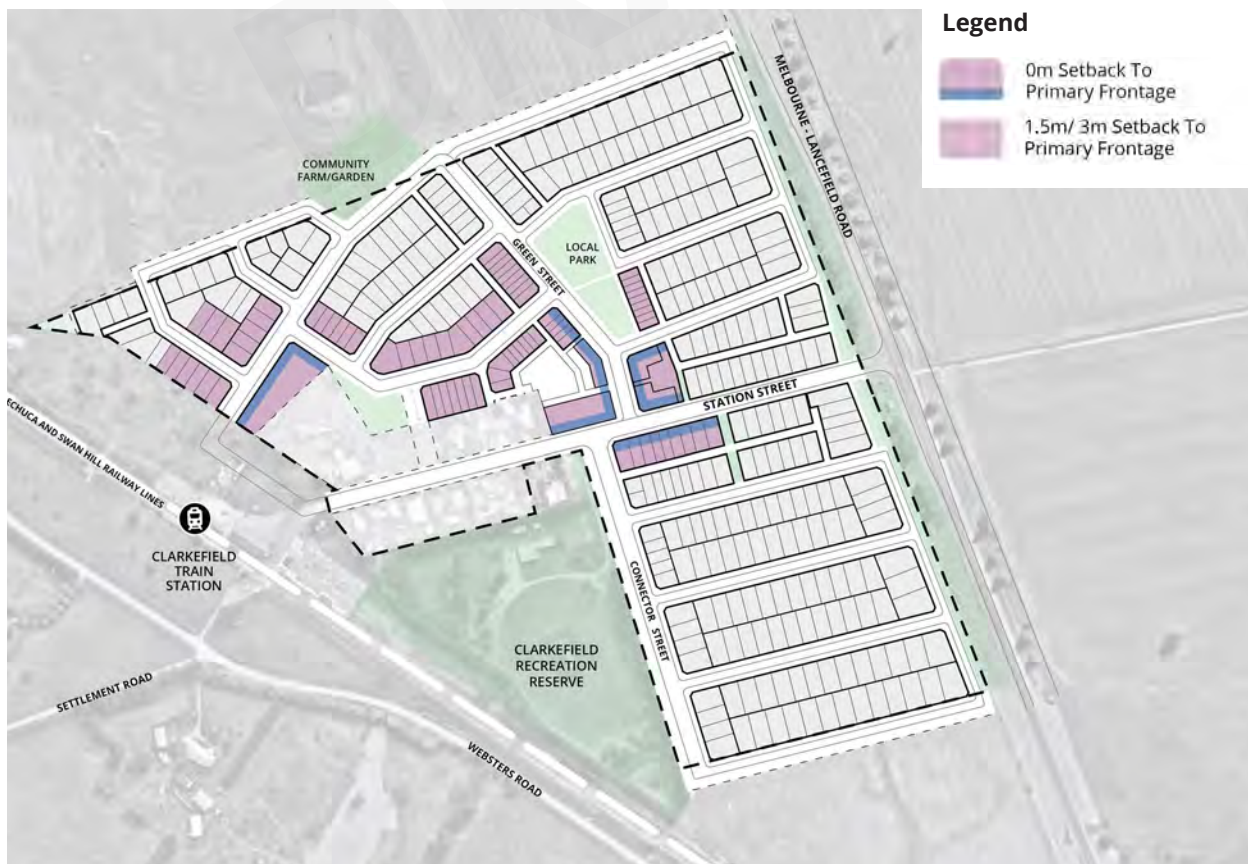 Legend
0m Setback To
Primary Frontage
1.5m/ 3m Setback To
Primary Frontage
MELBOURNE - LANCEFIELD ROAD
COMMUNITY
FARM/GARDEN
GREEN STREET
LOCAL
PARK
STATION STREET
ECHUCA AND SWAN HILL RAILWAY LINES
CLARKEFIELD
TRAIN
STATION
CONNECTOR STREET
CLARKEFIELD
RECREATION
RESERVE
SETTLEMENT ROAD
WEBSTERS ROAD